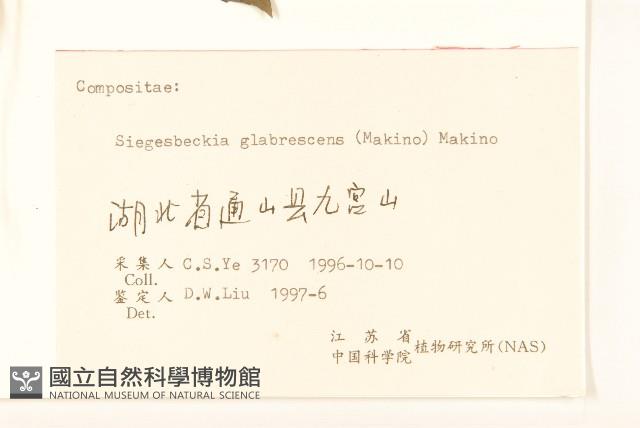 Compositae:
Siegesbeckia glabrescens (Makino) Makino
湖北省通山县九宫山
采集人 C.S.Ye 3170 1996-10-10
Coll.
鉴定人 D.W.Liu 1997-6
Det.
江苏省
中国科学院 植物研究所(NAS)
國立自然科學博物館
NATIONAL MUSEUM OF NATURAL SCIENCE